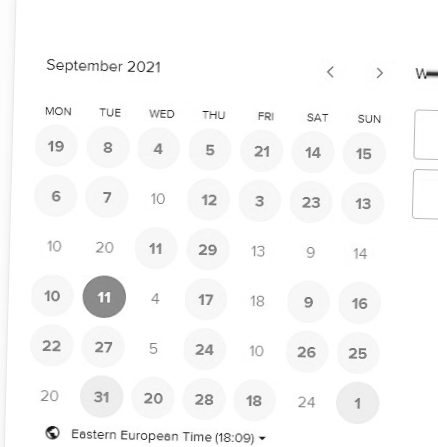 September 2021
MON TUE WED THU FRI SAT SUN
19 8 4 5 21 14 15
6 7 10 12 3 23 13
10 20 11 29 13 9 14
10 11 4 17 18 9 16
22 27 5 24 10 26 25
20 31 20 28 18 24 1
Eastern European Time (18:09)